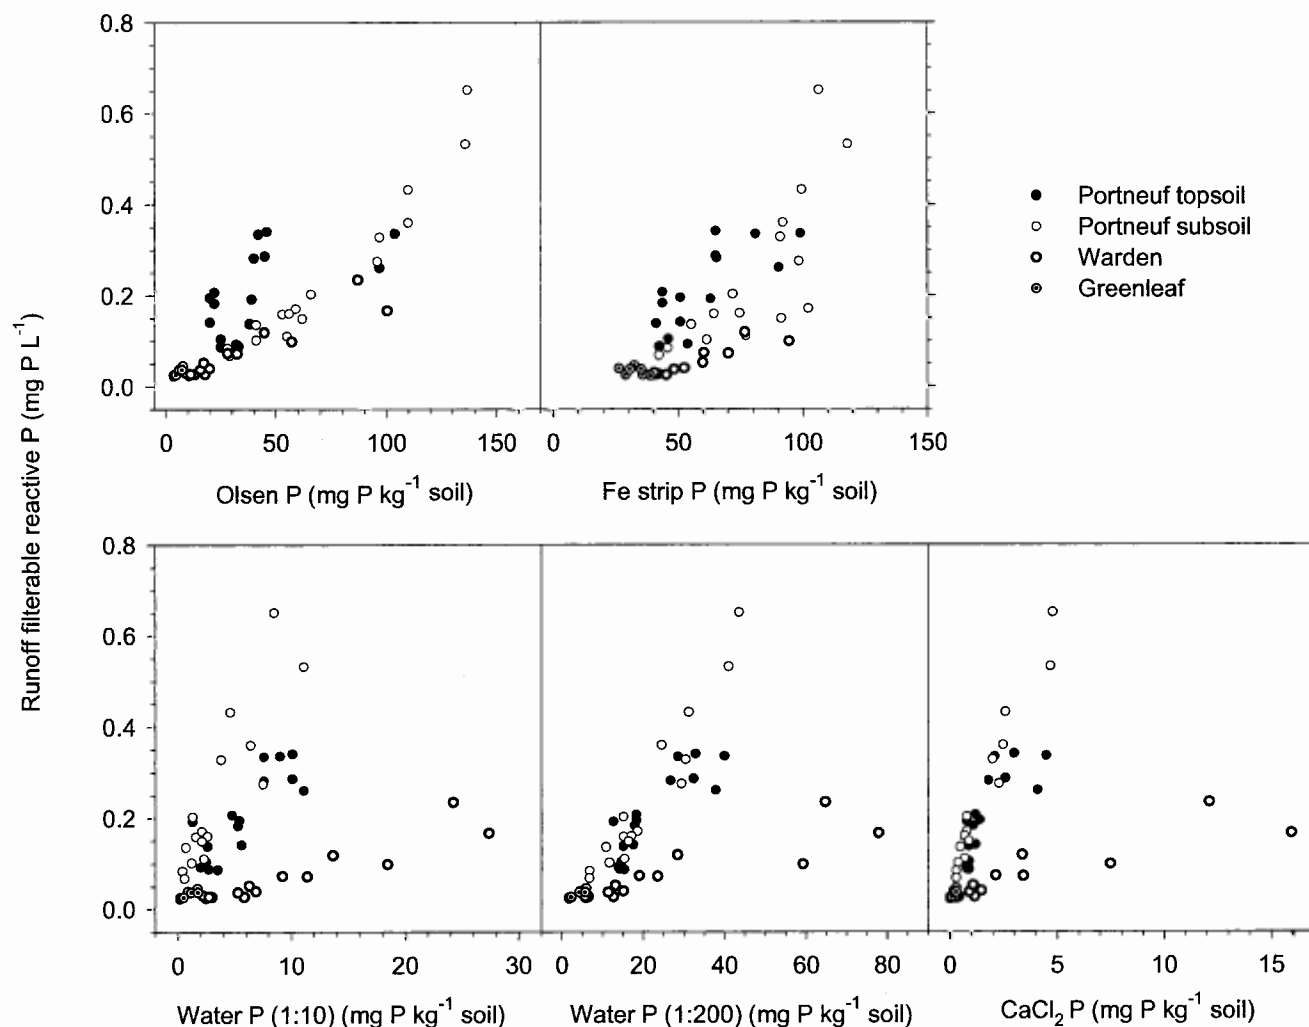 0.8
0.6
0.4
0.2
0.0
0 50 100 150
0 50 100 150
Olsen P (mg P kg⁻¹ soil)
Fe strip P (mg P kg⁻¹ soil)
Portneuf topsoil
Portneuf subsoil
Warden
Greenleaf
Runoff filterable reactive P (mg P L⁻¹)
0.8
0.6
0.4
0.2
0.0
0 10 20 30
0 20 40 60 80
0 5 10 15
Water P (1:10) (mg P kg⁻¹ soil)
Water P (1:200) (mg P kg⁻¹ soil)
CaCl₂ P (mg P kg⁻¹ soil)